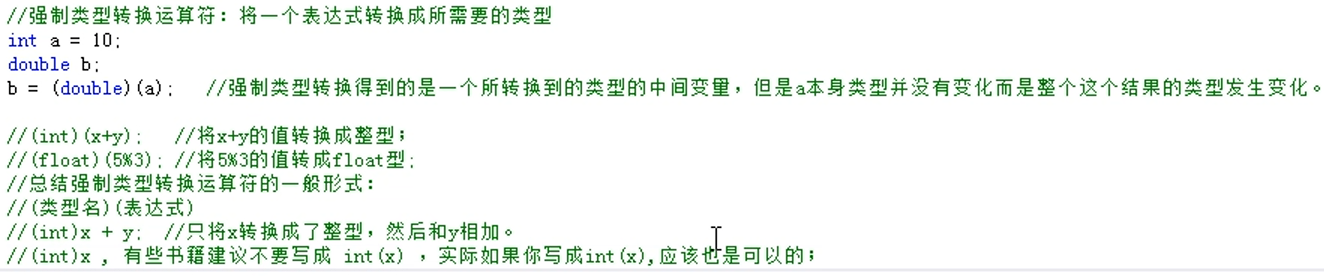 //强制类型转换运算符：将一个表达式转换成所需要的类型
int a = 10;
double b;
b = (double)(a);   //强制类型转换得到的是一个所转换到的类型的中间变量，但是a本身类型并没有变化而是整个这个结果的类型发生变化。
//(int)(x+y);   //将x+y的值转换成整型；
//(float)(5%3); //将5%3的值转成float型;
//总结强制类型转换运算符的一般形式：
//(类型名)(表达式)
//(int)x + y;  //只将x转换成了整型，然后和y相加。
//(int)x , 有些书籍建议不要写成 int(x) ，实际如果你写成int(x),应该也是可以的；